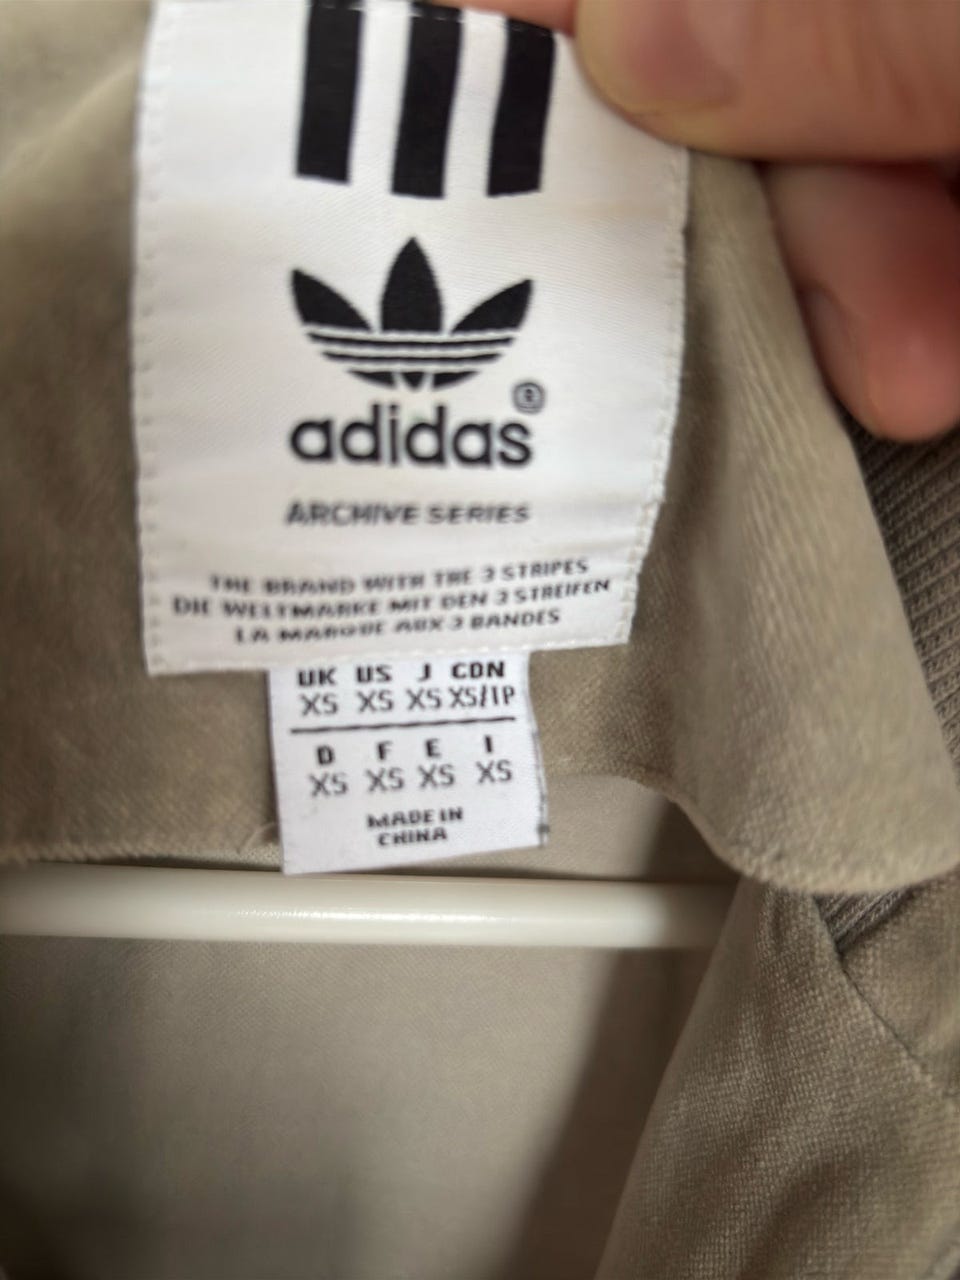 adidas®
ARCHIVE SERIES
THE BRAND WITH THE 3 STRIPES
DIE WELTMARKE MIT DEN 3 STREIFEN
LA MARQUE AUX 3 BANDES
UK US J CDN
XS XS XS XS/TP
D F E I
XS XS XS XS
MADE IN
CHINA